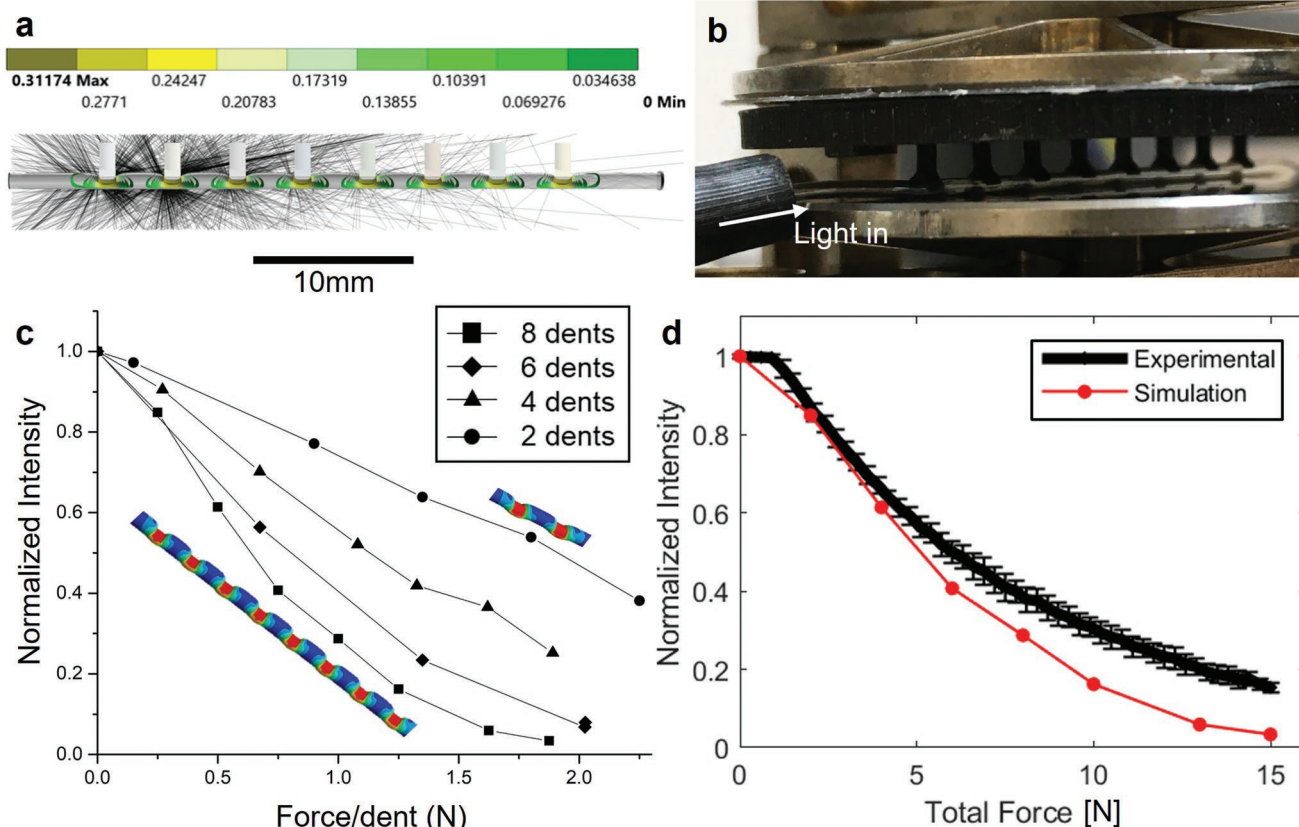 a
0.31174 Max 0.24247 0.17319 0.10391 0.034638
0.2771 0.20783 0.13855 0.069276 0 Min
10mm
b
Light in
c
8 dents
6 dents
4 dents
2 dents
1.0
0.8
0.6
0.4
0.2
0.0
Normalized Intensity
0.0 0.5 1.0 1.5 2.0
Force/dent (N)
d
Experimental
Simulation
1
0.8
0.6
0.4
0.2
0
Normalized Intensity
0 5 10 15
Total Force [N]